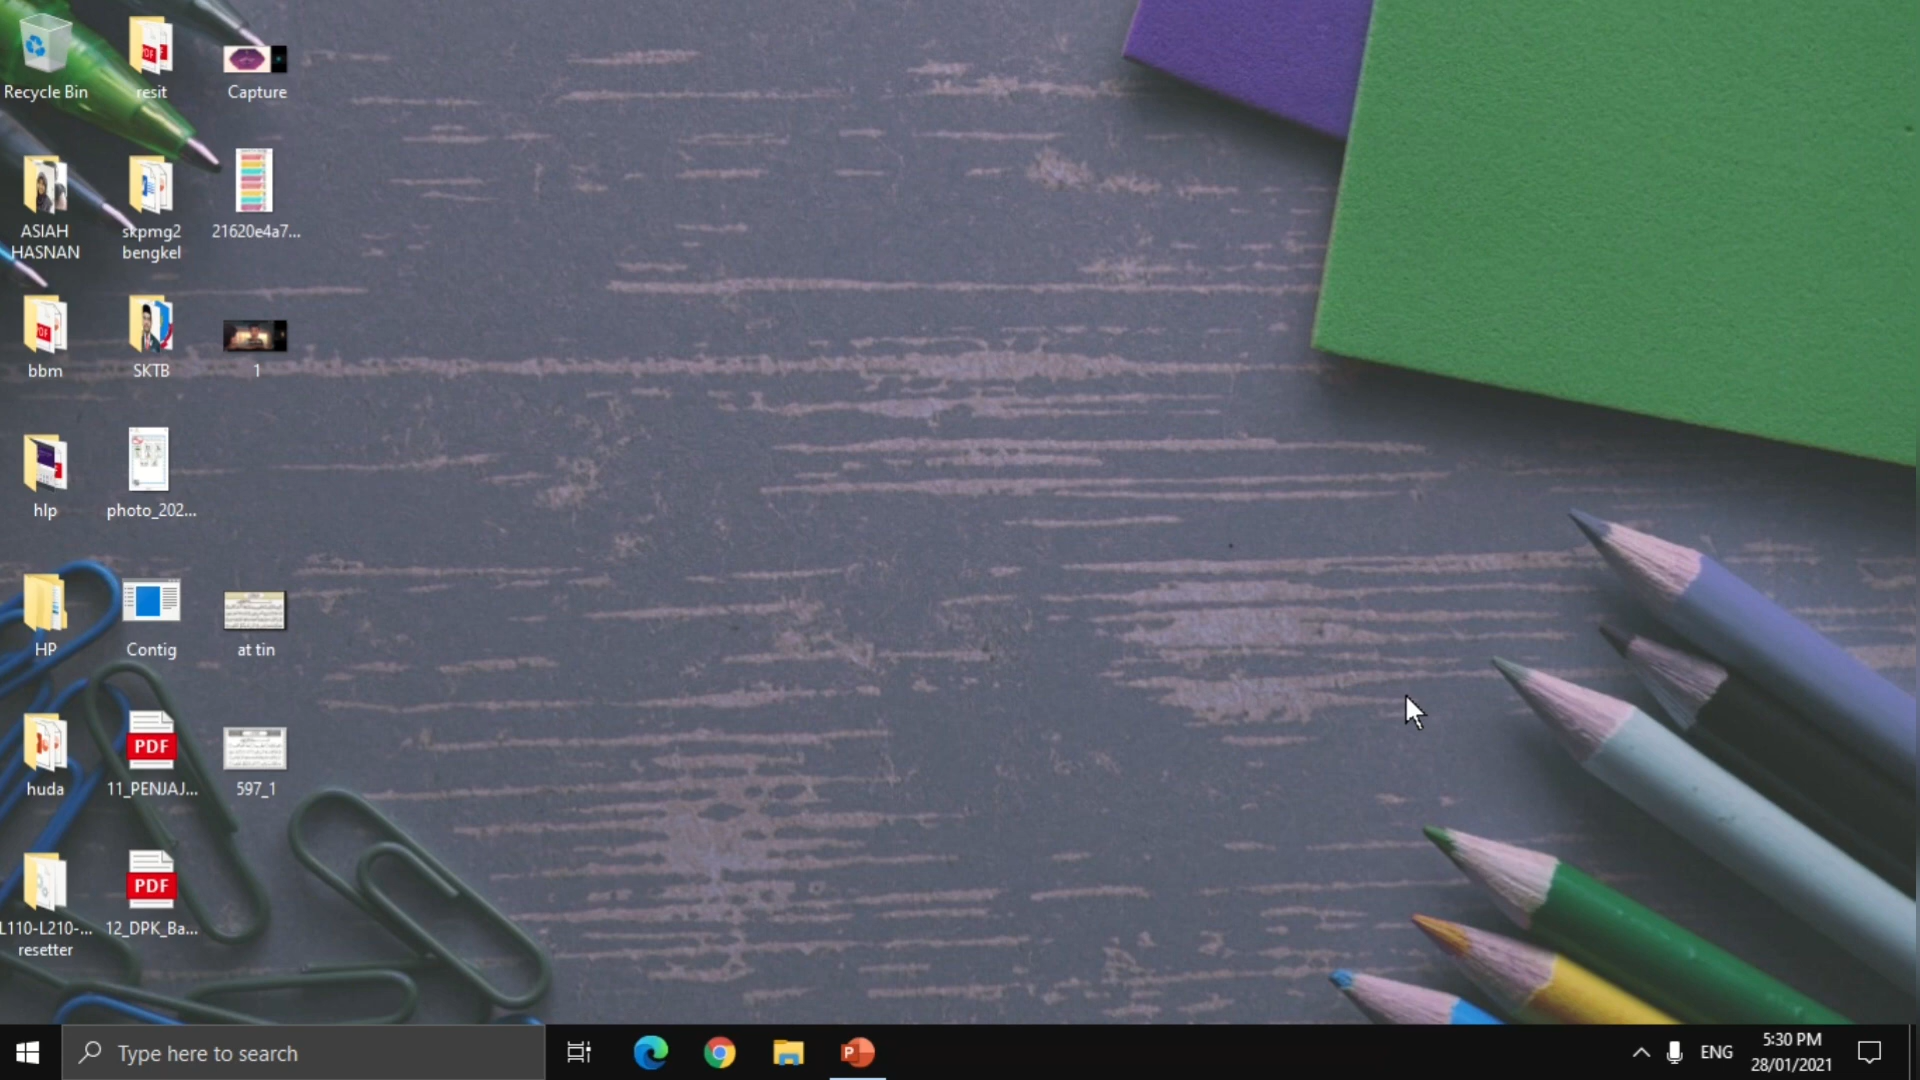 Recycle Bin
resit
Capture
ASIAH
HASNAN
skpmg2
bengkel
21620e4a7...
bbm
SKTB
1
hlp
photo_202...
HP
Contig
at tin
huda
PDF
11_PENJAJ...
597_1
L110-L210-...
resetter
PDF
12_DPK_Ba...
Type here to search
ENG
5:30 PM
28/01/2021